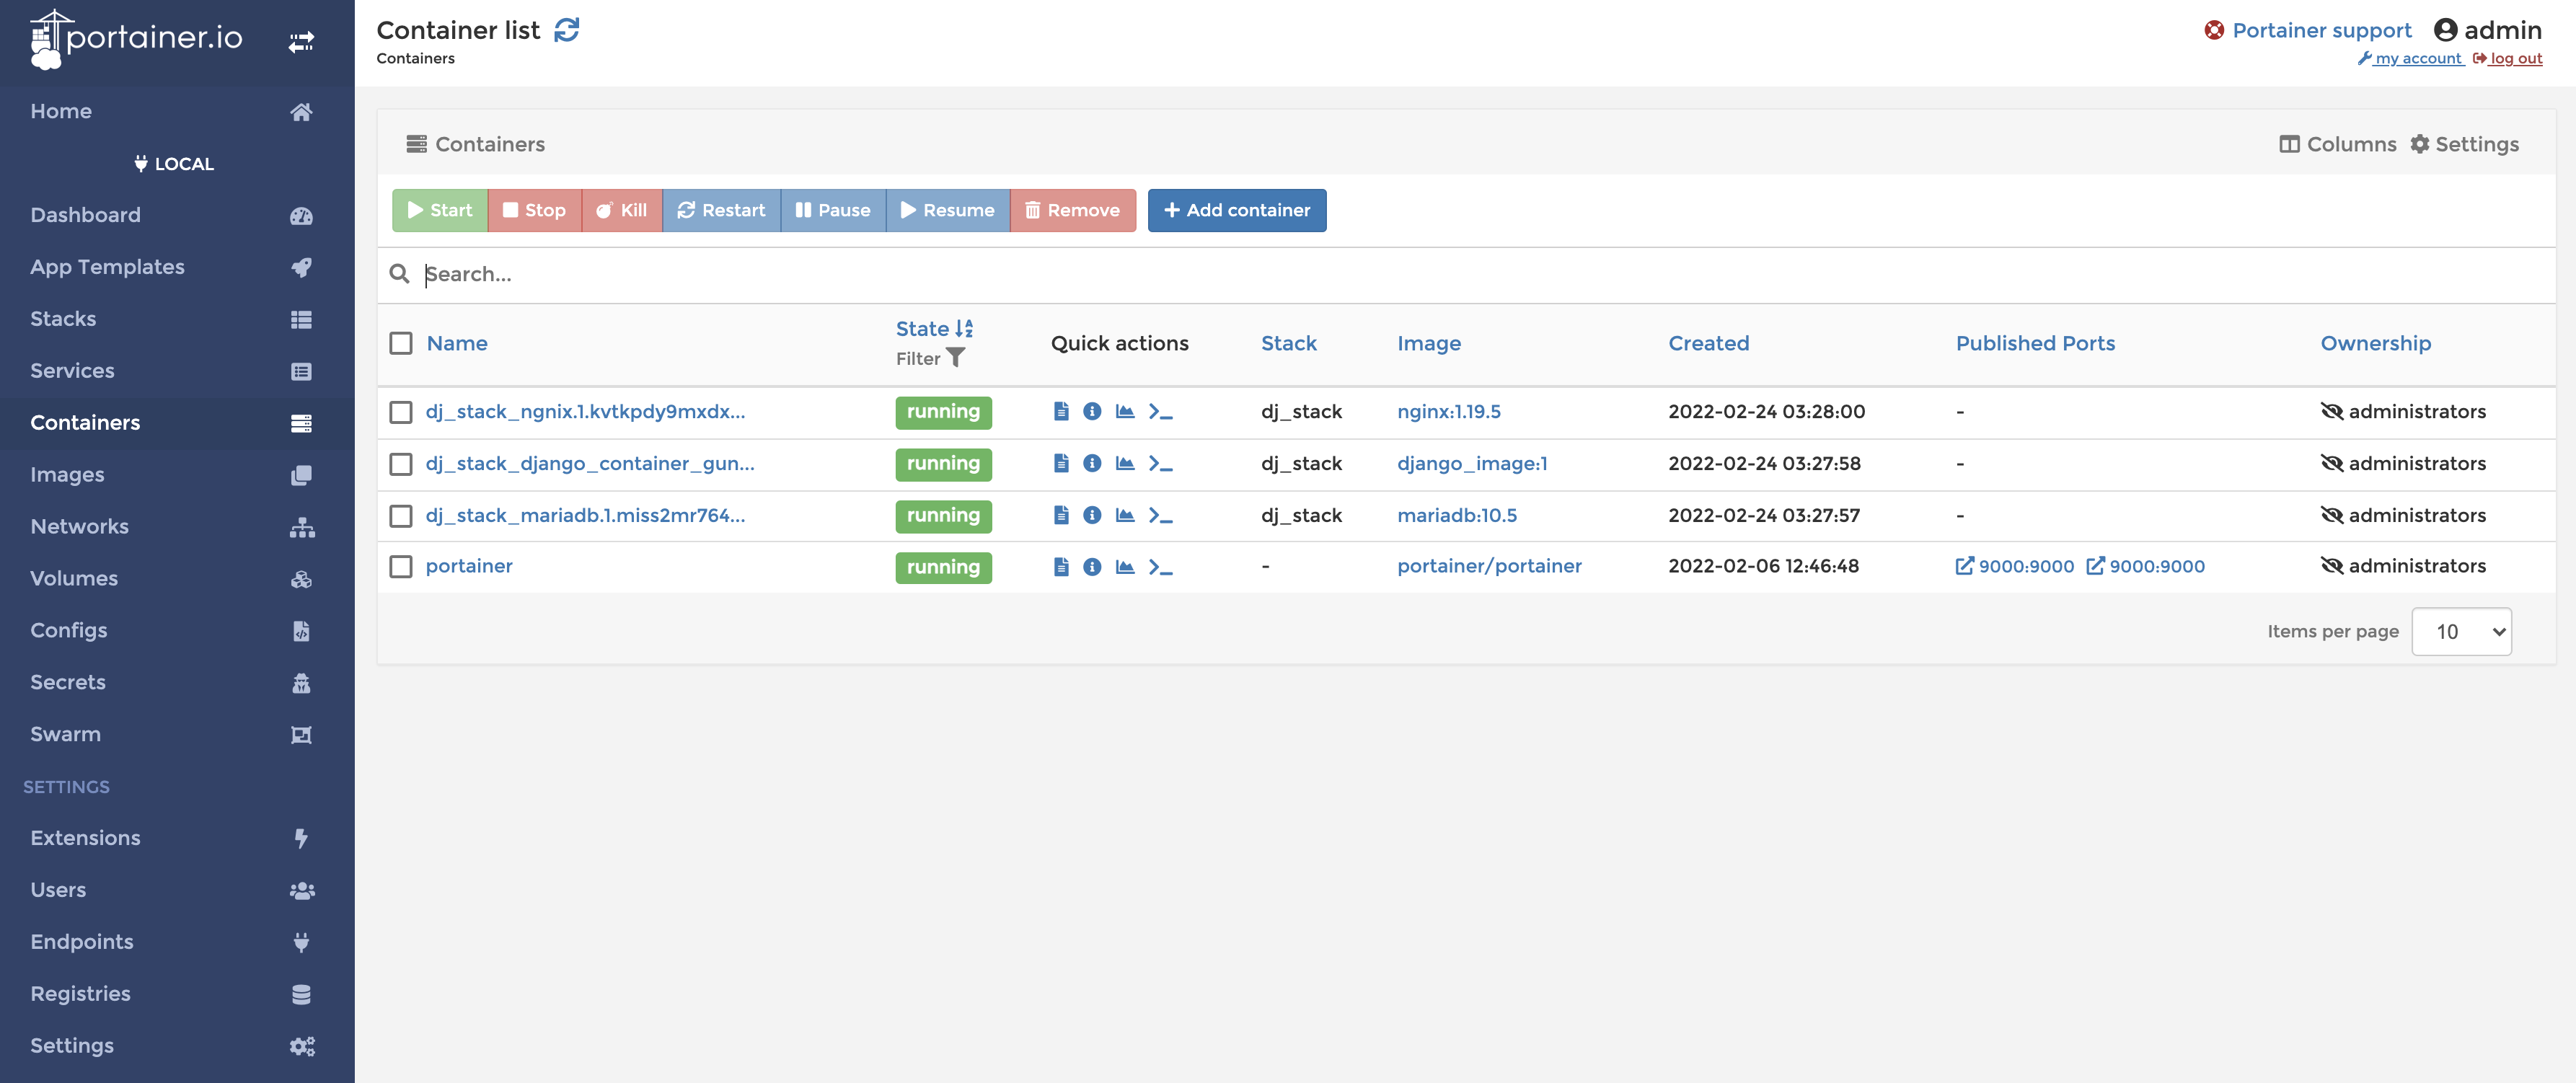 portainer.io
Home
LOCAL
Dashboard
App Templates
Stacks
Services
Containers
Images
Networks
Volumes
Configs
Secrets
Swarm
SETTINGS
Extensions
Users
Endpoints
Registries
Settings
Container list
Containers
Portainer support admin
my account log out
Containers
Columns Settings
Start Stop Kill Restart Pause Resume Remove Add container
Search...
Name State Filter Quick actions Stack Image Created Published Ports Ownership
dj_stack_ngnix.1.kvtkpdy9mxdx... running dj_stack nginx:1.19.5 2022-02-24 03:28:00 - administrators
dj_stack_django_container_gun... running dj_stack django_image:1 2022-02-24 03:27:58 - administrators
dj_stack_mariadb.1.miss2mr764... running dj_stack mariadb:10.5 2022-02-24 03:27:57 - administrators
portainer running - portainer/portainer 2022-02-06 12:46:48 9000:9000 9000:9000 administrators
Items per page 10